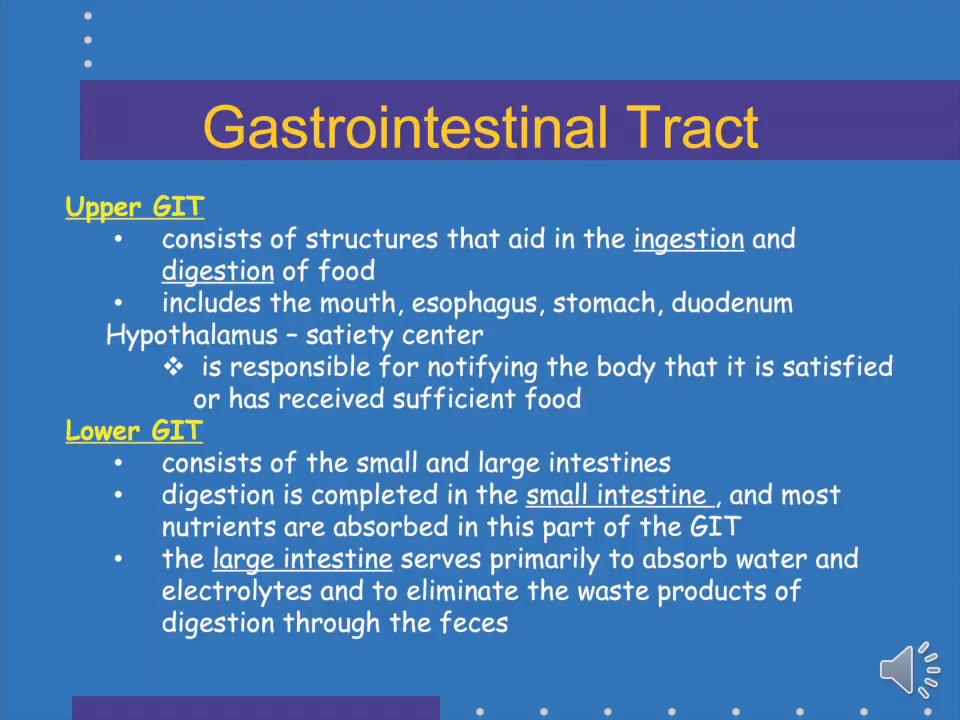 Gastrointestinal Tract
Upper GIT
• consists of structures that aid in the ingestion and
digestion of food
• includes the mouth, esophagus, stomach, duodenum
Hypothalamus – satiety center
❖ is responsible for notifying the body that it is satisfied
or has received sufficient food
Lower GIT
• consists of the small and large intestines
• digestion is completed in the small intestine , and most
nutrients are absorbed in this part of the GIT
• the large intestine serves primarily to absorb water and
electrolytes and to eliminate the waste products of
digestion through the feces